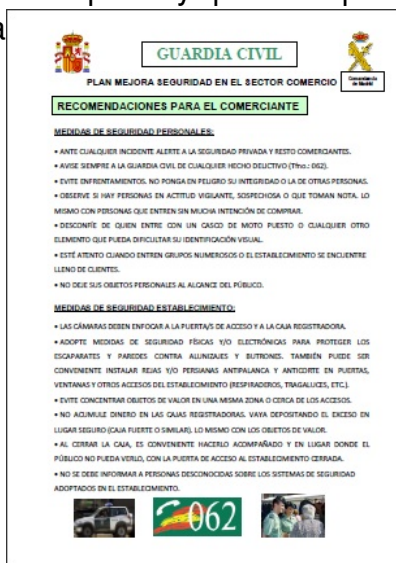 GUARDIA CIVIL
PLAN MEJORA SEGURIDAD EN EL SECTOR COMERCIO
Comandancia
de Madrid
RECOMENDACIONES PARA EL COMERCIANTE
MEDIDAS DE SEGURIDAD PERSONALES:
• ANTE CUALQUIER INCIDENTE ALERTE A LA SEGURIDAD PRIVADA Y RESTO COMERCIANTES.
• AVISE SIEMPRE A LA GUARDIA CIVIL DE CUALQUIER HECHO DELICTIVO (Tfno.: 062).
• EVITE ENFRENTAMIENTOS. NO PONGA EN PELIGRO SU INTEGRIDAD O LA DE OTRAS PERSONAS.
• OBSERVE SI HAY PERSONAS EN ACTITUD VIGILANTE, SOSPECHOSA O QUE TOMAN NOTA. LO
MISMO CON PERSONAS QUE ENTREN SIN MUCHA INTENCIÓN DE COMPRAR.
• DESCONFÍE DE QUIEN ENTRE CON UN CASCO DE MOTO PUESTO O CUALQUIER OTRO
ELEMENTO QUE PUEDA DIFICULTAR SU IDENTIFICACIÓN VISUAL.
• ESTÉ ATENTO CUANDO ENTREN GRUPOS NUMEROSOS O EL ESTABLECIMIENTO SE ENCUENTRE
LLENO DE CLIENTES.
• NO DEJE SUS OBJETOS PERSONALES AL ALCANCE DEL PÚBLICO.
MEDIDAS DE SEGURIDAD ESTABLECIMIENTO:
• LAS CÁMARAS DEBEN ENFOCAR A LA PUERTA/S DE ACCESO Y A LA CAJA REGISTRADORA.
• ADOPTE MEDIDAS DE SEGURIDAD FÍSICAS Y/O ELECTRÓNICAS PARA PROTEGER LOS
ESCAPARATES Y PAREDES CONTRA ALUNIZAJES Y BUTRONES. TAMBIÉN PUEDE SER
CONVENIENTE INSTALAR REJAS Y/O PERSIANAS ANTIPALANCA Y ANTICORTE EN PUERTAS,
VENTANAS Y OTROS ACCESOS DEL ESTABLECIMIENTO (RESPIRADEROS, TRAGALUCES, ETC.).
• EVITE CONCENTRAR OBJETOS DE VALOR EN UNA MISMA ZONA O CERCA DE LOS ACCESOS.
• NO ACUMULE DINERO EN LAS CAJAS REGISTRADORAS. VAYA DEPOSITANDO EL EXCESO EN
LUGAR SEGURO (CAJA FUERTE O SIMILAR). LO MISMO CON LOS OBJETOS DE VALOR.
• AL CERRAR LA CAJA, ES CONVENIENTE HACERLO ACOMPAÑADO Y EN LUGAR DONDE EL
PÚBLICO NO PUEDA VERLO, CON LA PUERTA DE ACCESO AL ESTABLECIMIENTO CERRADA.
• NO SE DEBE INFORMAR A PERSONAS DESCONOCIDAS SOBRE LOS SISTEMAS DE SEGURIDAD
ADOPTADOS EN EL ESTABLECIMIENTO.
062